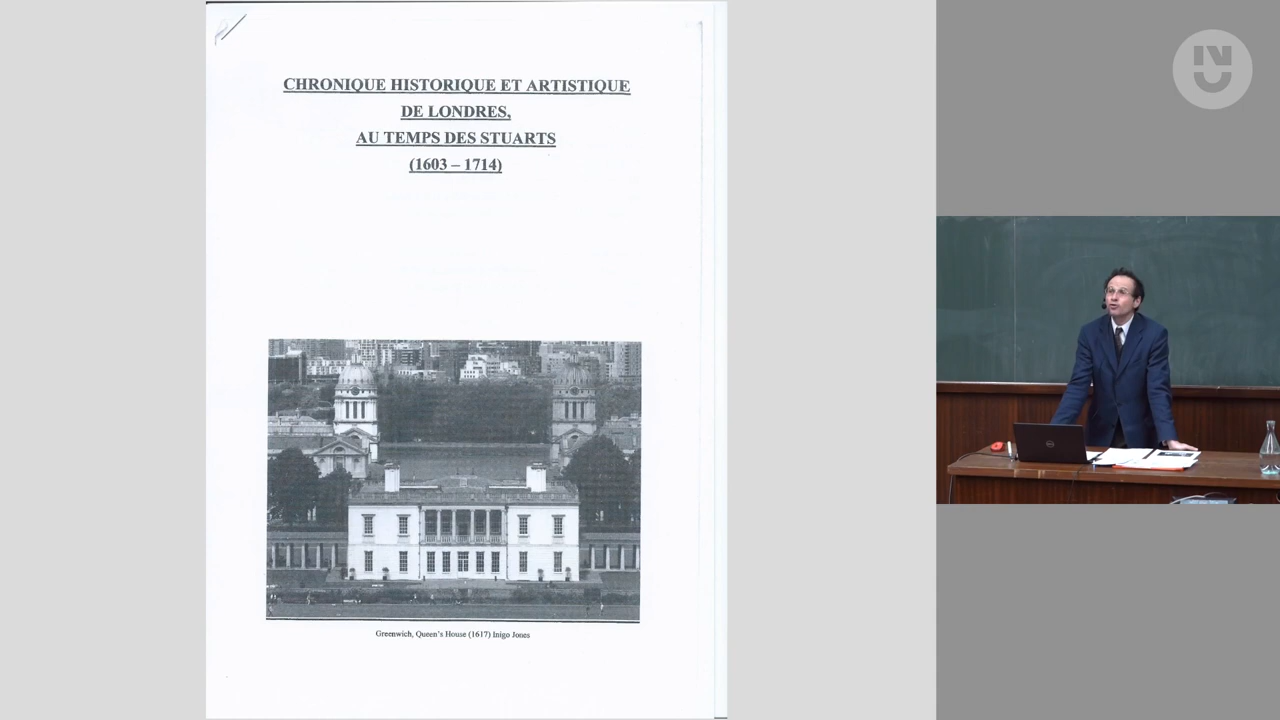 CHRONIQUE HISTORIQUE ET ARTISTIQUE
DE LONDRES,
AU TEMPS DES STUARTS
(1603 – 1714)
Greenwich, Queen's House (1617) Inigo Jones